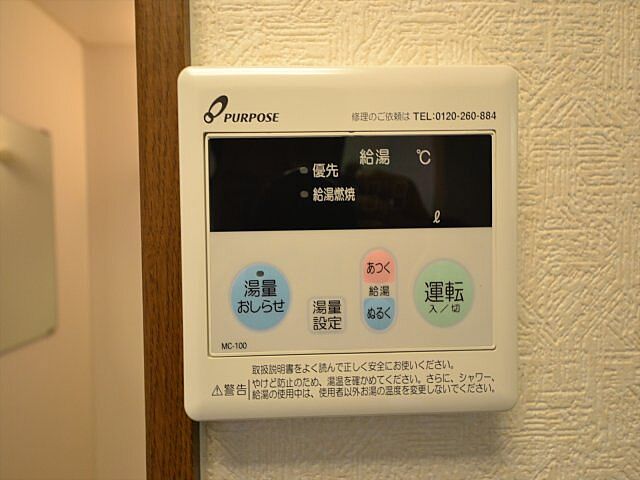 PURPOSE
修理のご依頼は TEL:0120-260-884
給湯 ℃
優先
給湯燃焼
ℓ
湯量
おしらせ
湯量
設定
あつく
給湯
ぬるく
運転
入／切
MC-100
取扱説明書をよく読んで正しく安全にお使いください。
⚠警告
やけど防止のため、湯温を確かめてください。さらに、シャワー、
給湯の使用中は、使用者以外お湯の温度を変更しないでください。